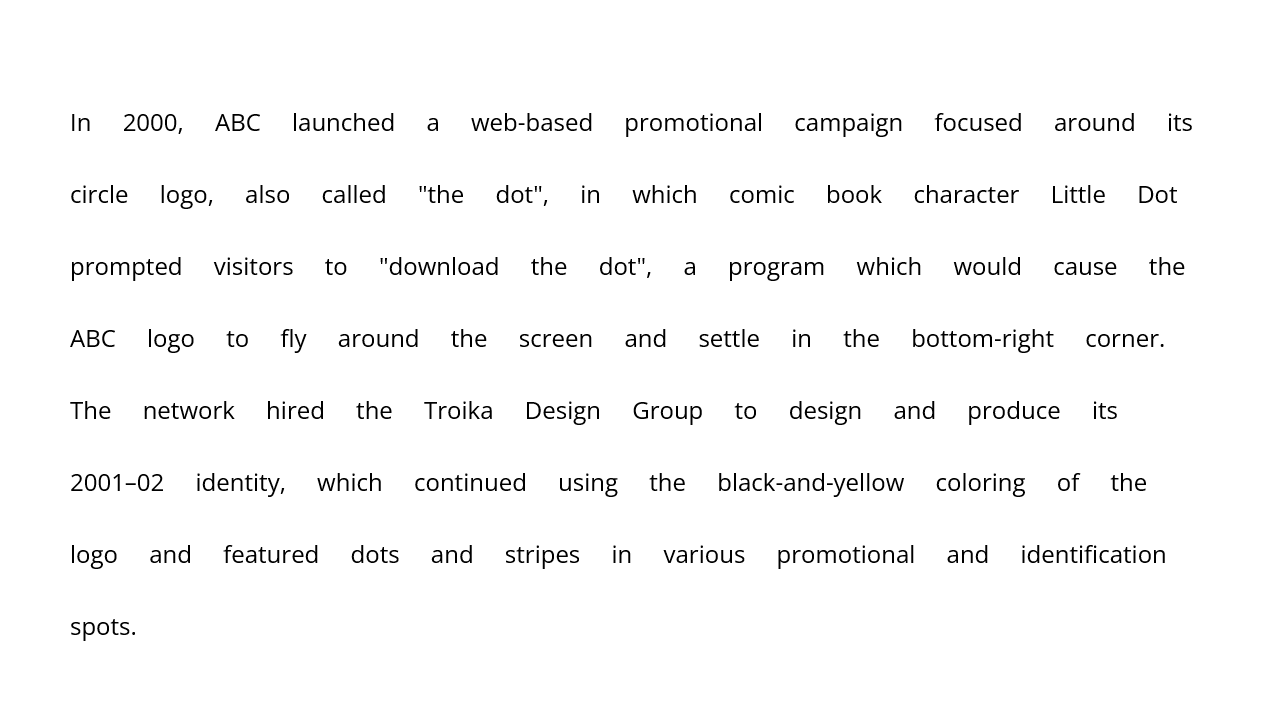 In 2000, ABC launched a web-based promotional campaign focused around its
circle logo, also called "the dot", in which comic book character Little Dot
prompted visitors to "download the dot", a program which would cause the
ABC logo to fly around the screen and settle in the bottom-right corner.
The network hired the Troika Design Group to design and produce its
2001–02 identity, which continued using the black-and-yellow coloring of the
logo and featured dots and stripes in various promotional and identification
spots.